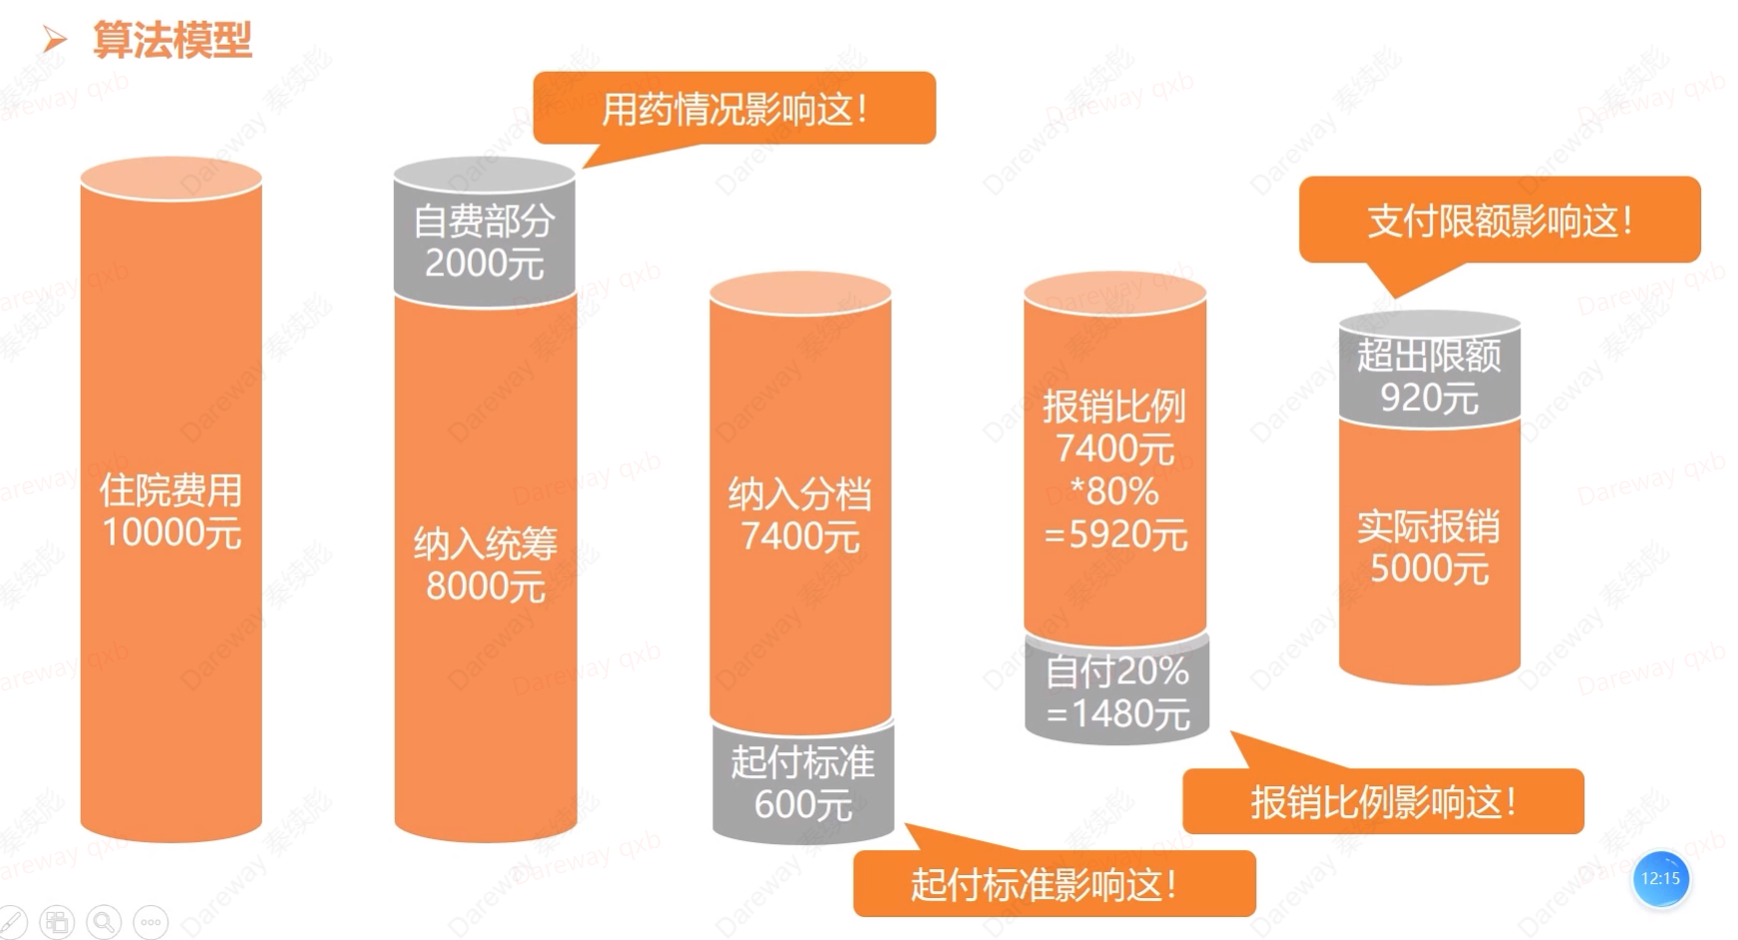 算法模型
用药情况影响这！
支付限额影响这！
住院费用
10000元
自费部分
2000元
纳入统筹
8000元
纳入分档
7400元
起付标准
600元
报销比例
7400元
*80%
=5920元
自付20%
=1480元
超出限额
920元
实际报销
5000元
报销比例影响这！
起付标准影响这！
12:15
Dareway 秦续彪
Dareway qxb